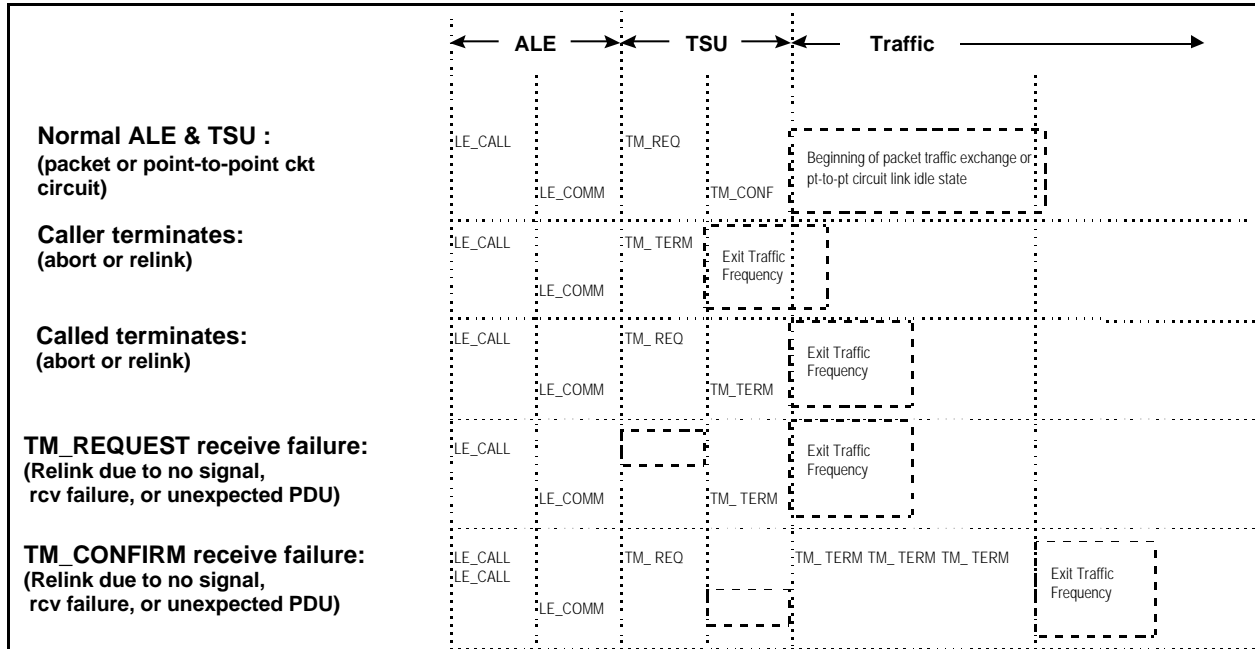 ALE TSU Traffic
Normal ALE & TSU :
(packet or point-to-point ckt
circuit)
LE_CALL TM_REQ
Beginning of packet traffic exchange or
pt-to-pt circuit link idle state
LE_COMM TM_CONF
Caller terminates:
(abort or relink)
LE_CALL TM_ TERM
Exit Traffic
Frequency
LE_COMM
Called terminates:
(abort or relink)
LE_CALL TM_ REQ
Exit Traffic
Frequency
LE_COMM TM_TERM
TM_REQUEST receive failure:
(Relink due to no signal,
rcv failure, or unexpected PDU)
LE_CALL
Exit Traffic
Frequency
LE_COMM TM_ TERM
TM_CONFIRM receive failure:
(Relink due to no signal,
rcv failure, or unexpected PDU)
LE_CALL TM_ REQ TM_ TERM TM_ TERM TM_ TERM
LE_CALL
Exit Traffic
Frequency
LE_COMM